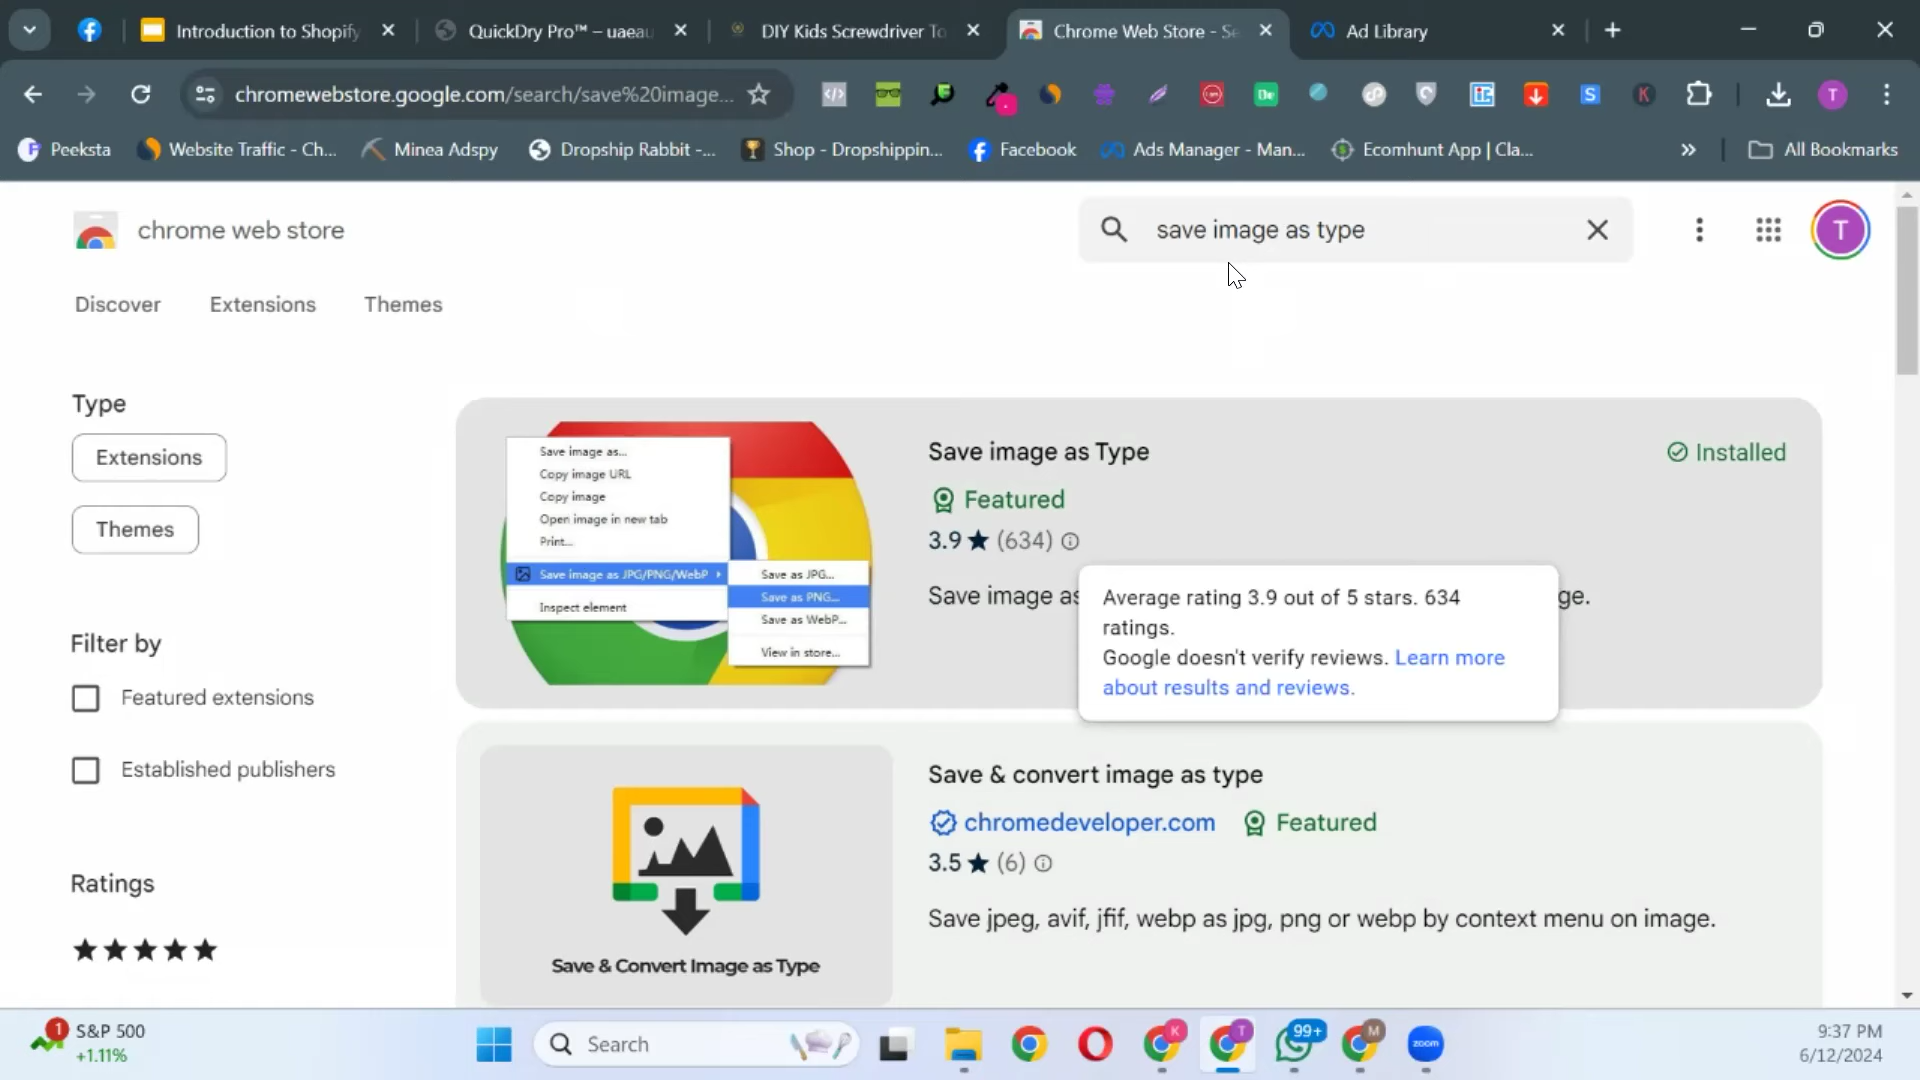 Introduction to Shopify
QuickDry Pro™ – uaeau
DIY Kids Screwdriver To
Chrome Web Store - Se
Ad Library
chromewebstore.google.com/search/save%20image...
T
Peeksta
Website Traffic - Ch...
Minea Adspy
Dropship Rabbit -...
Shop - Dropshippin...
Facebook
Ads Manager - Man...
Ecomhunt App | Cla...
»
All Bookmarks
chrome web store
save image as type
T
Discover
Extensions
Themes
Type
Extensions
Themes
Filter by
Featured extensions
Established publishers
Ratings
Save image as...
Copy image URL
Copy image
Open image in new tab
Print...
Save image as JPG/PNG/WebP
Inspect element
Save as JPG...
Save as PNG...
Save as WebP...
View in store...
Save image as Type
Installed
Featured
3.9 ★ (634)
Save image as
ge.
Average rating 3.9 out of 5 stars. 634
ratings.
Google doesn't verify reviews. Learn more
about results and reviews.
Save & Convert Image as Type
Save & convert image as type
chromedeveloper.com
Featured
3.5 ★ (6)
Save jpeg, avif, jfif, webp as jpg, png or webp by context menu on image.
1
S&P 500
+1.11%
Search
K
T
99+
M
zoom
9:37 PM
6/12/2024